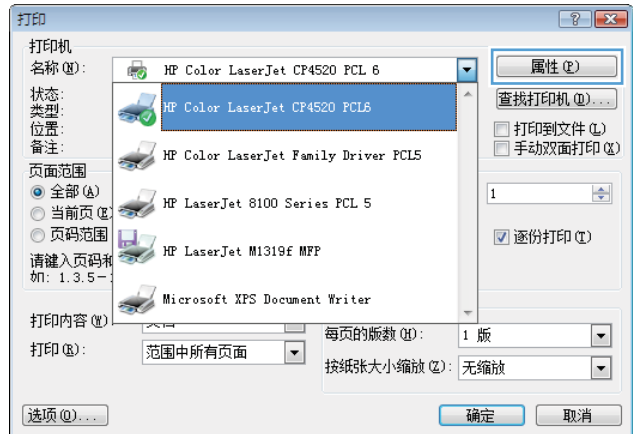 打印
打印机
名称(N):
HP Color LaserJet CP4520 PCL 6
属性(P)
状态:
类型:
位置:
备注:
HP Color LaserJet CP4520 PCL6
HP Color LaserJet Family Driver PCL5
HP LaserJet 8100 Series PCL 5
HP LaserJet M1319f MFP
Microsoft XPS Document Writer
查找打印机(D)...
打印到文件(L)
手动双面打印(X)
页面范围
全部(A)
当前页(E)
页码范围
请键入页码和
如: 1.3.5-
1
逐份打印(T)
打印内容(W)
打印(R):
范围中所有页面
每页的版数(H):
1 版
按纸张大小缩放(Z):
无缩放
选项(O)...
确定
取消